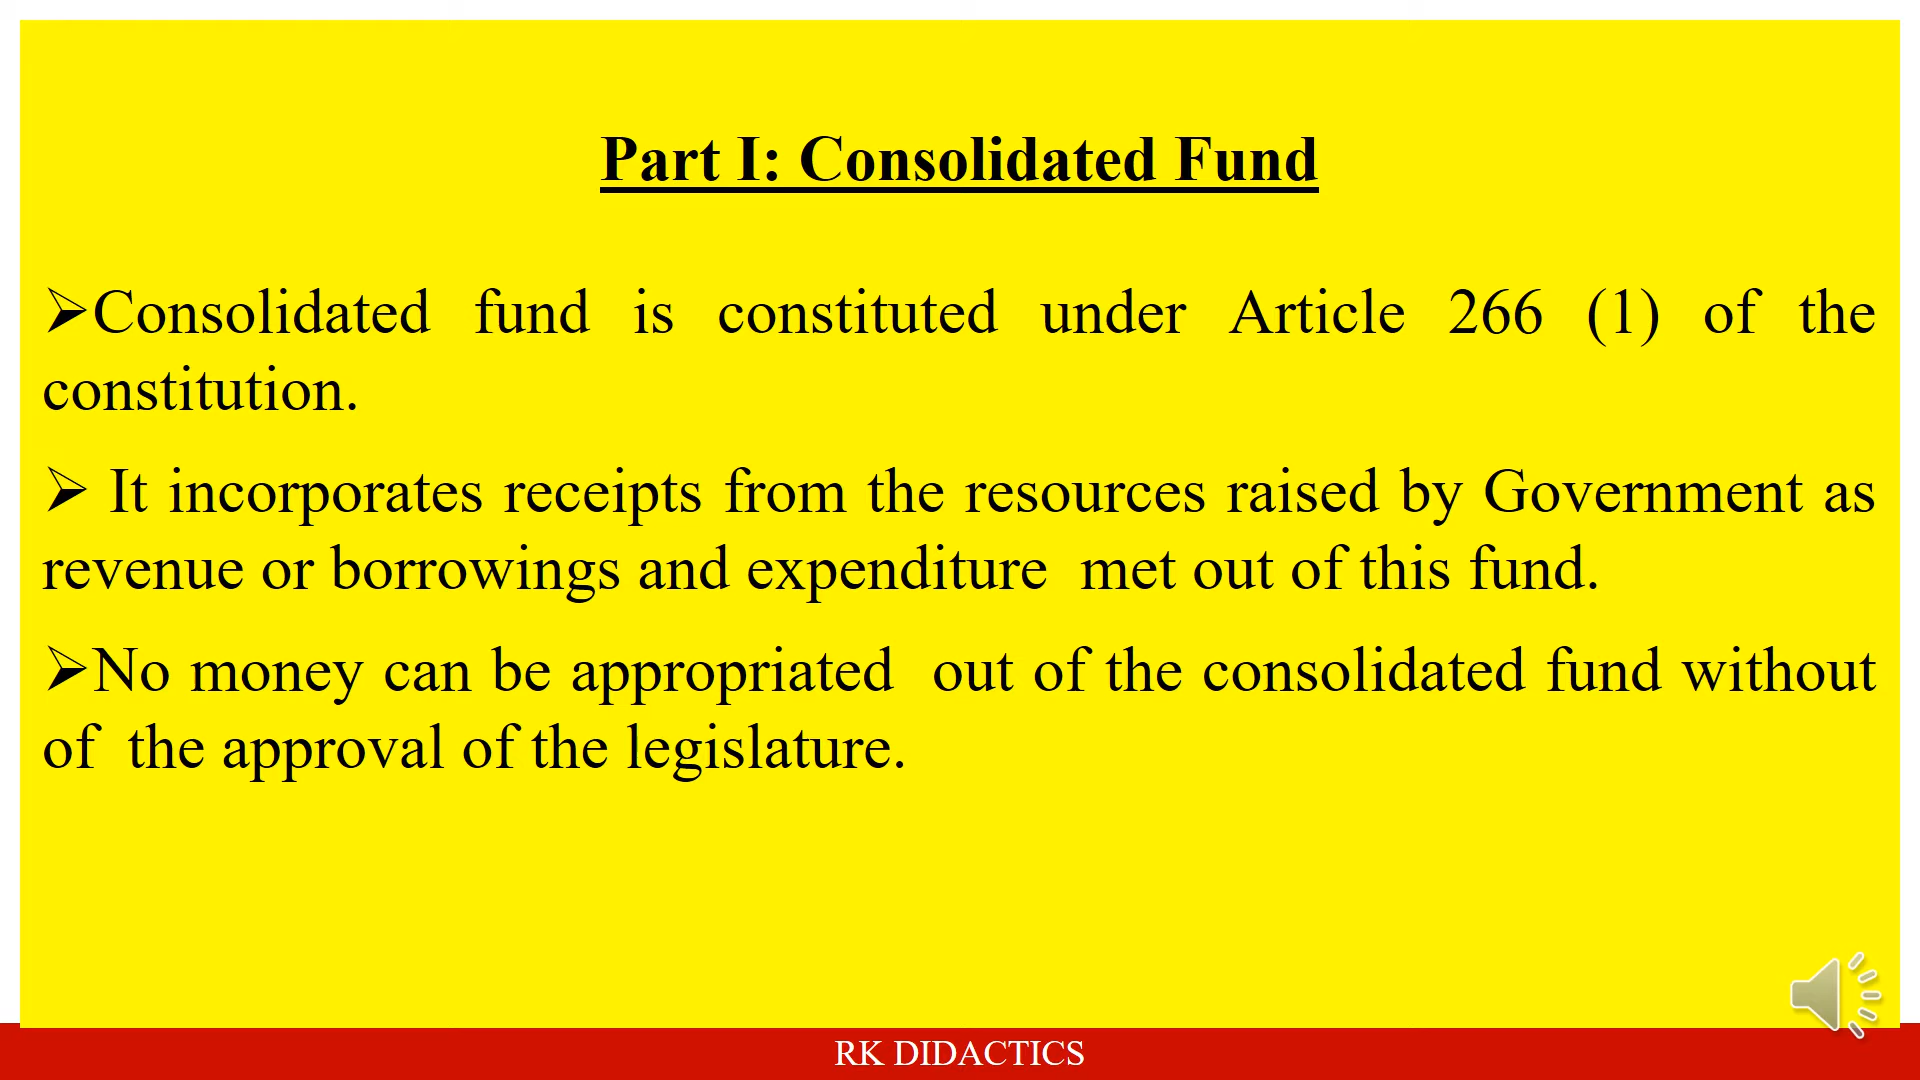 Part I: Consolidated Fund
➢Consolidated fund is constituted under Article 266 (1) of the
constitution.
➢ It incorporates receipts from the resources raised by Government as
revenue or borrowings and expenditure  met out of this fund.
➢No money can be appropriated  out of the consolidated fund without
of  the approval of the legislature.
RK DIDACTICS